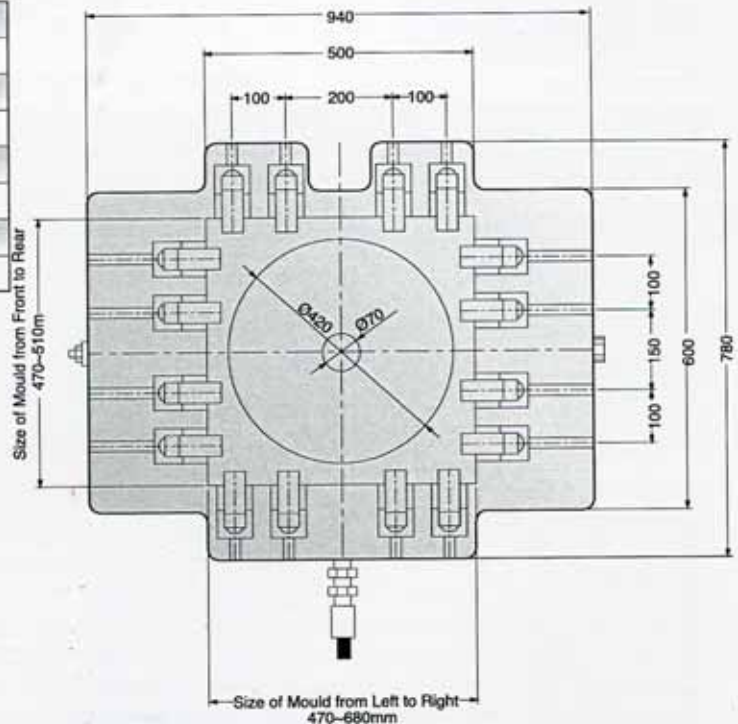 940
500
100
200
100
Size of Mould from Front to Rear
470~510m
Ø420
Ø70
100
150
100
600
780
Size of Mould from Left to Right
470~680mm